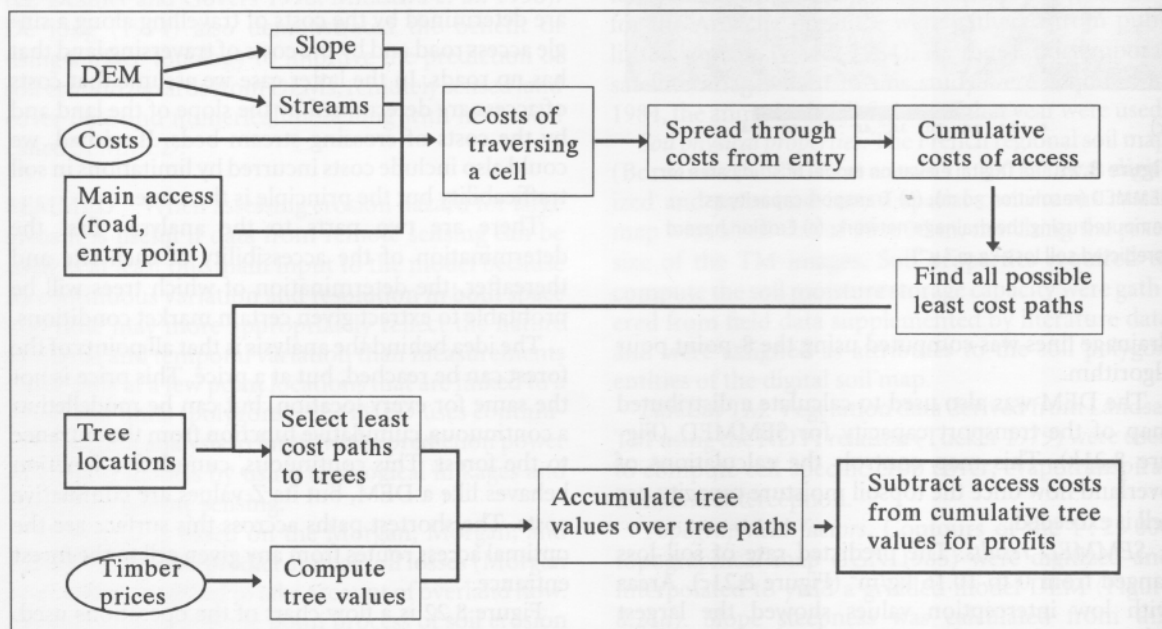 Slope
DEM
Streams
Costs
Main access
(road,
entry point)
Costs of
traversing
a cell
Spread through
costs from entry
Cumulative
costs of access
Find all possible
least cost paths
Tree
locations
Select least
cost paths
to trees
Timber
prices
Compute
tree values
Accumulate tree
values over tree paths
Subtract access costs
from cumulative tree
values for profits